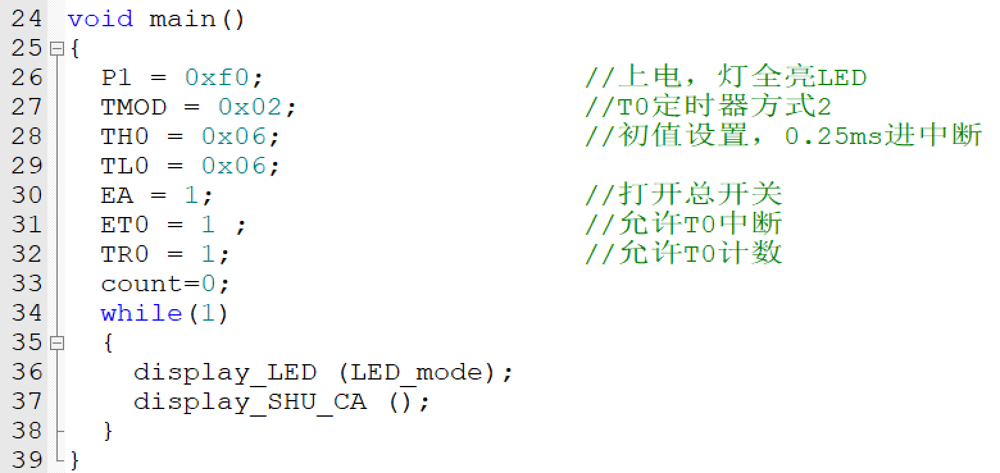 24 void main()
25 {
26 P1 = 0xf0; //上电，灯全亮LED
27 TMOD = 0x02; //T0定时器方式2
28 TH0 = 0x06; //初值设置，0.25ms进中断
29 TL0 = 0x06;
30 EA = 1; //打开总开关
31 ET0 = 1 ; //允许T0中断
32 TR0 = 1; //允许T0计数
33 count=0;
34 while(1)
35 {
36 display_LED (LED_mode);
37 display_SHU_CA ();
38 }
39 }